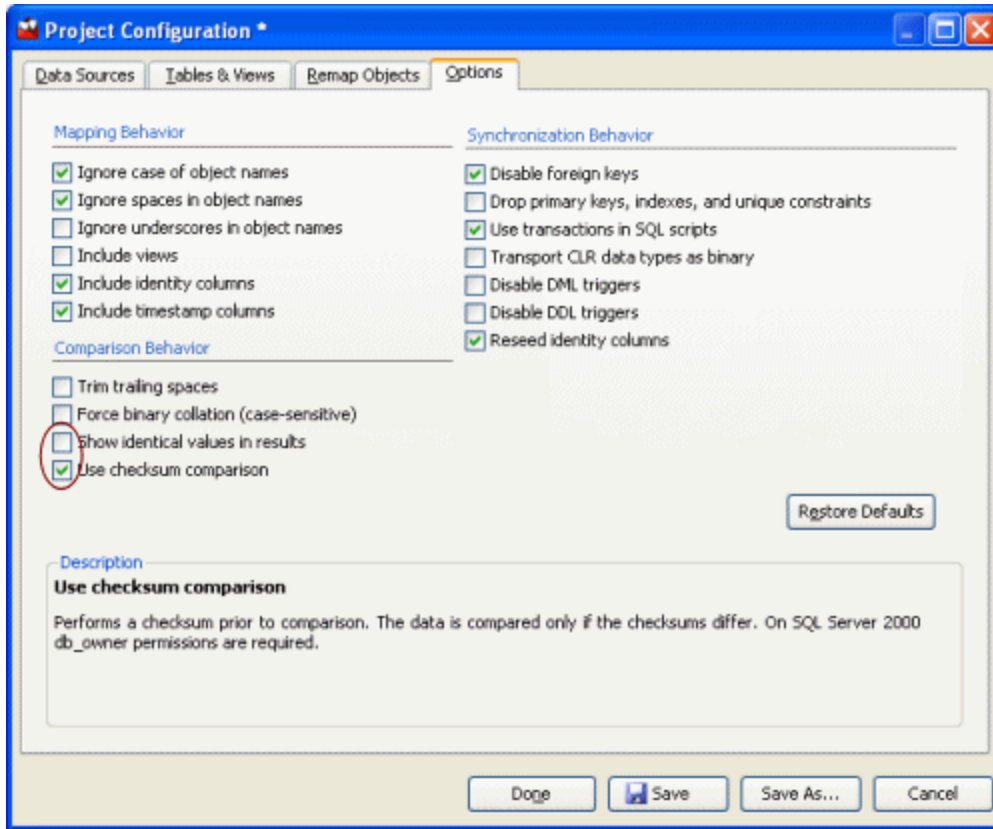 Project Configuration *
Data Sources
Tables & Views
Remap Objects
Options
Mapping Behavior
Ignore case of object names
Ignore spaces in object names
Ignore underscores in object names
Include views
Include identity columns
Include timestamp columns
Comparison Behavior
Trim trailing spaces
Force binary collation (case-sensitive)
Show identical values in results
Use checksum comparison
Synchronization Behavior
Disable foreign keys
Drop primary keys, indexes, and unique constraints
Use transactions in SQL scripts
Transport CLR data types as binary
Disable DML triggers
Disable DDL triggers
Reseed identity columns
Restore Defaults
Description
Use checksum comparison
Performs a checksum prior to comparison. The data is compared only if the checksums differ. On SQL Server 2000
db_owner permissions are required.
Done
Save
Save As...
Cancel